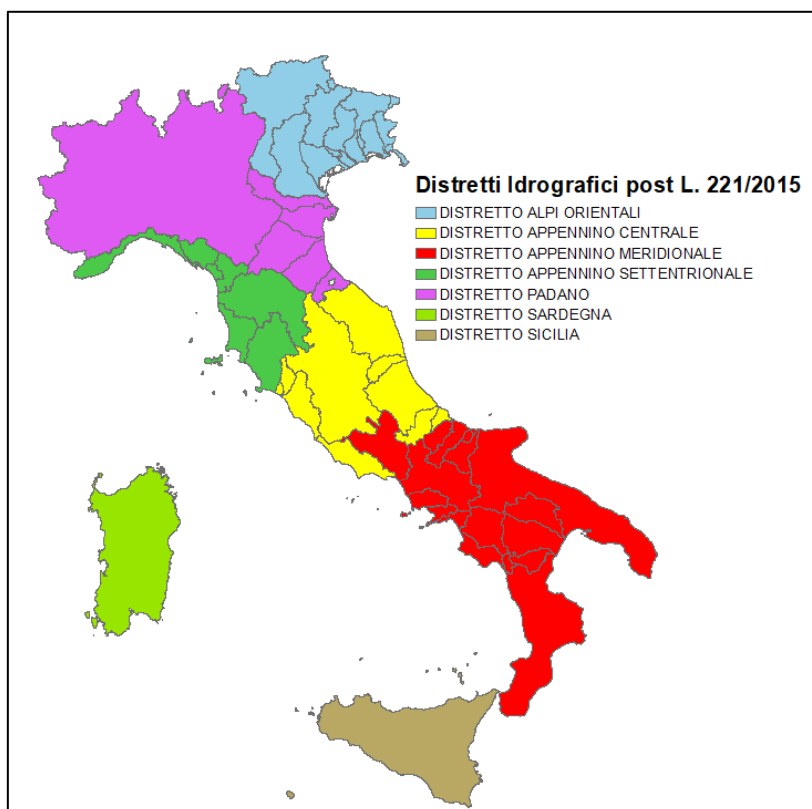 Distretti Idrografici post L. 221/2015
DISTRETTO ALPI ORIENTALI
DISTRETTO APPENNINO CENTRALE
DISTRETTO APPENNINO MERIDIONALE
DISTRETTO APPENNINO SETTENTRIONALE
DISTRETTO PADANO
DISTRETTO SARDEGNA
DISTRETTO SICILIA